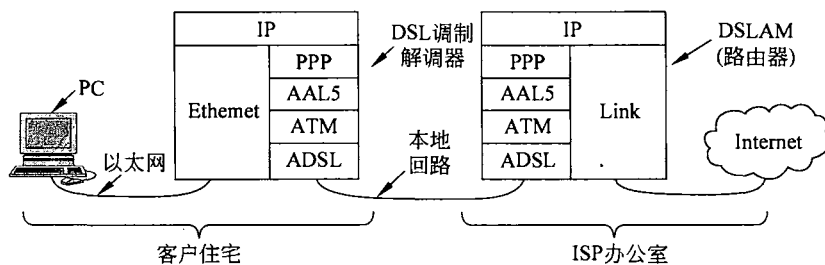 IP
DSL调制
解调器
PPP
AAL5
ATM
ADSL
Ethemet
PC
以太网
本地
回路
IP
DSLAM
(路由器)
PPP
AAL5
ATM
ADSL
Link
Internet
客户住宅
ISP办公室